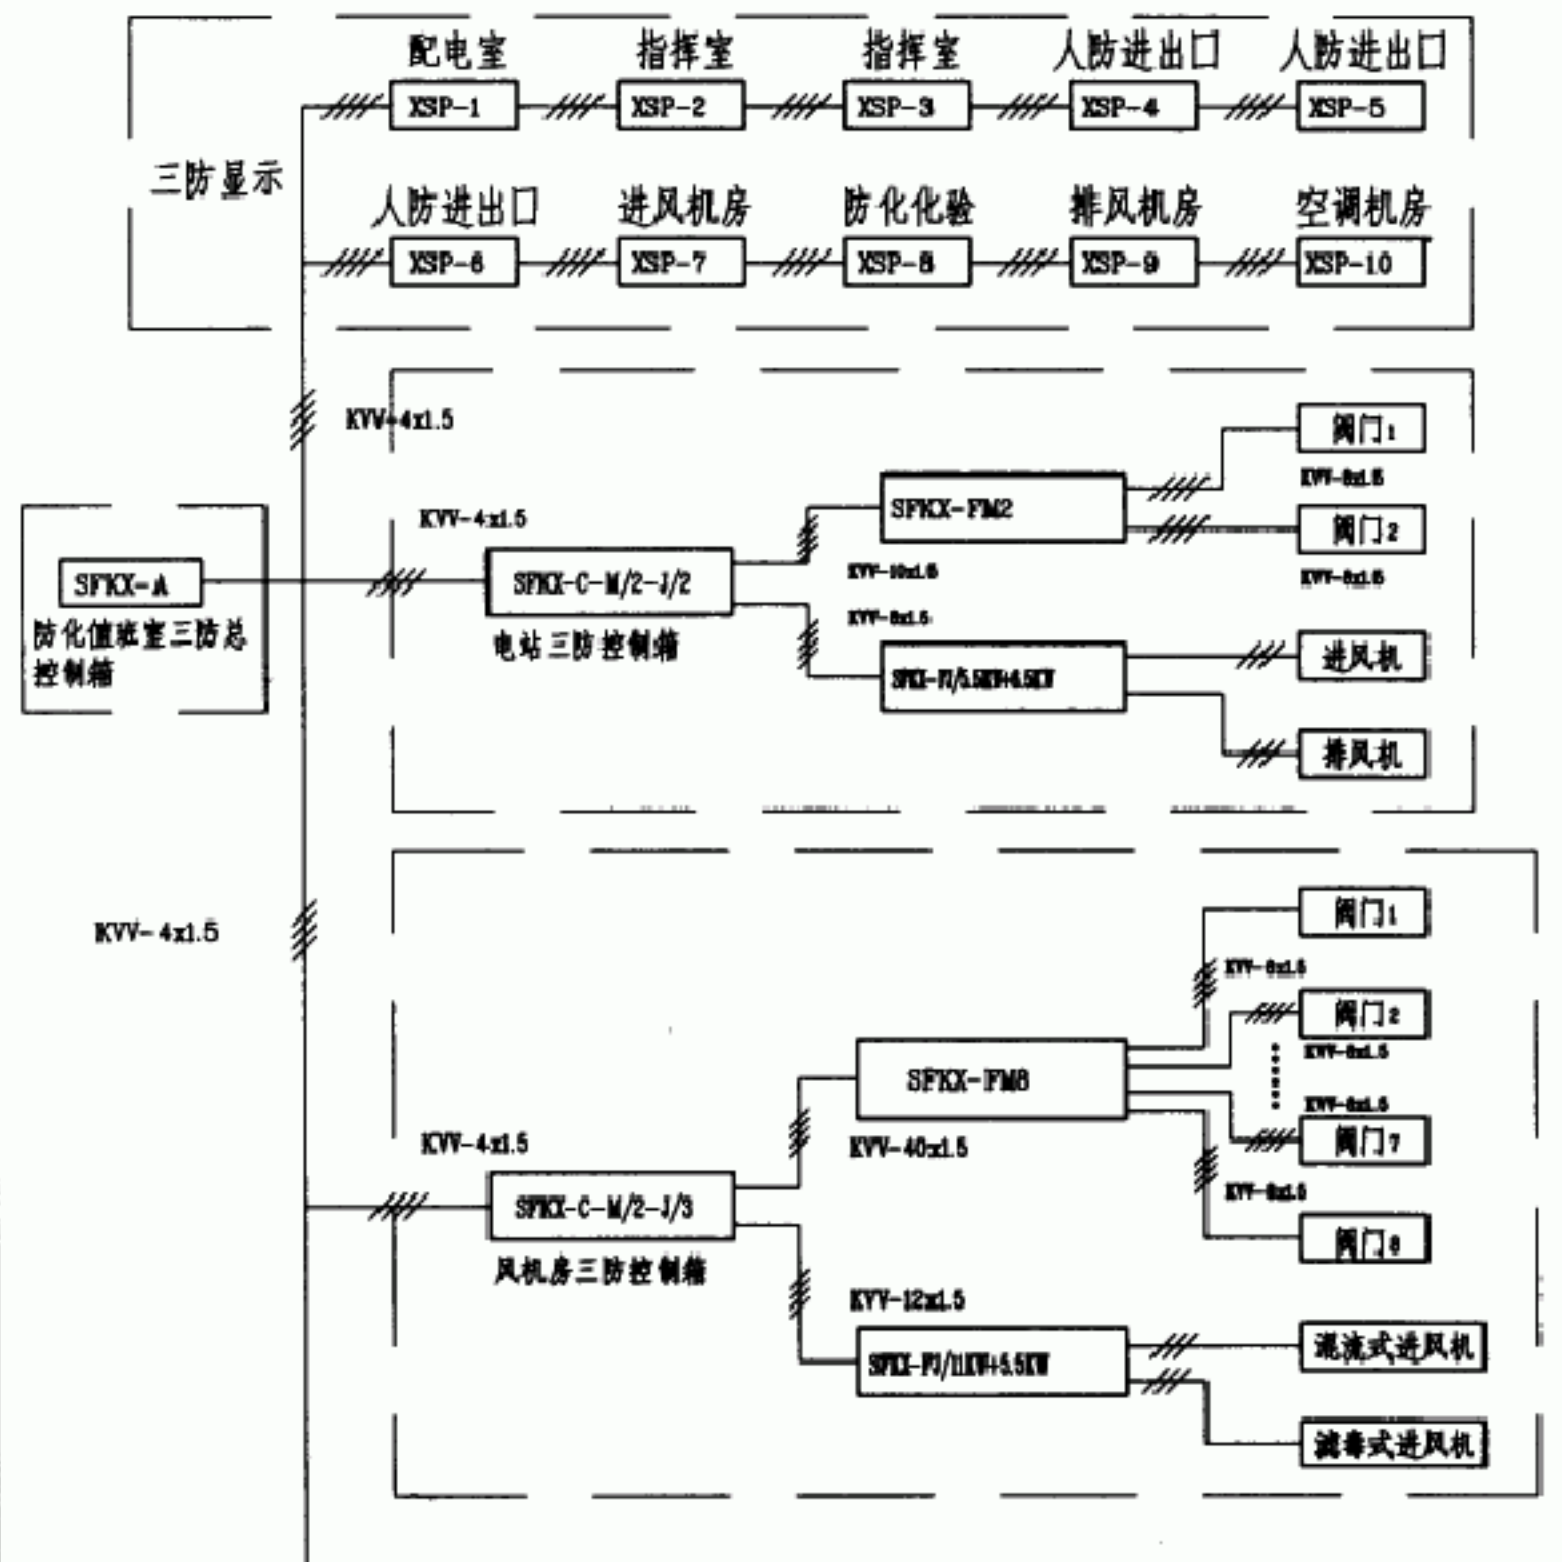 配电室 指挥室 指挥室 人防进出口 人防进出口
XSP-1 XSP-2 XSP-3 XSP-4 XSP-5
三防显示
人防进出口 进风机房 防化化验 排风机房 空调机房
XSP-6 XSP-7 XSP-8 XSP-9 XSP-10
KVV-4x1.5
阀门1
KVV-4x1.5
SFKX-FM2
阀门2
SFKX-A
防化值班室三防总
控制箱
SFKX-C-M/2-J/2
电站三防控制箱
KVV-10x1.5
进风机
排风机
KVV-4x1.5
阀门1
阀门2
SFKX-FM8
阀门7
KVV-40x1.5
阀门8
KVV-4x1.5
SFKX-C-M/2-J/3
风机房三防控制箱
KVV-12x1.5
SFKX-FJ/11KW+5.5KW
混流式进风机
滤毒式进风机